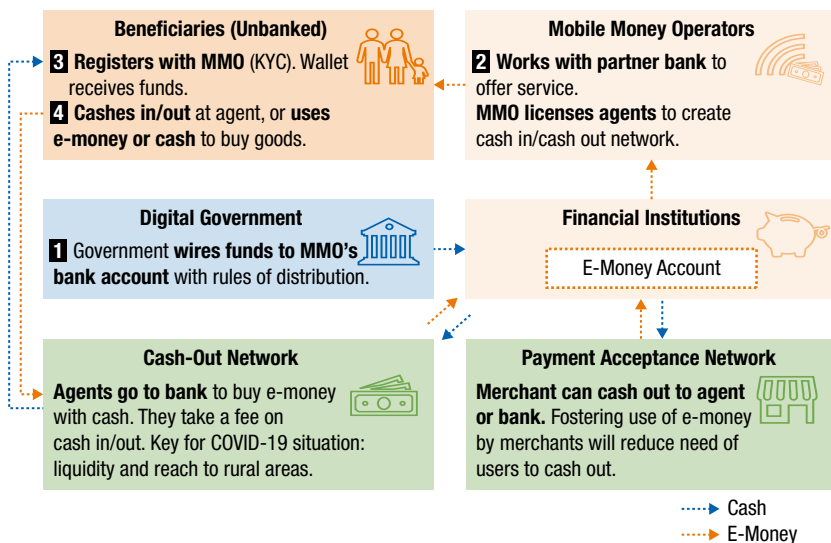 Beneficiaries (Unbanked)
3 Registers with MMO (KYC). Wallet
receives funds.
4 Cashes in/out at agent, or uses
e-money or cash to buy goods.
Mobile Money Operators
2 Works with partner bank to
offer service.
MMO licenses agents to create
cash in/cash out network.
Digital Government
1 Government wires funds to MMO’s
bank account with rules of distribution.
Financial Institutions
E-Money Account
Cash-Out Network
Agents go to bank to buy e-money
with cash. They take a fee on
cash in/out. Key for COVID-19 situation:
liquidity and reach to rural areas.
Payment Acceptance Network
Merchant can cash out to agent
or bank. Fostering use of e-money
by merchants will reduce need of
users to cash out.
Cash
E-Money